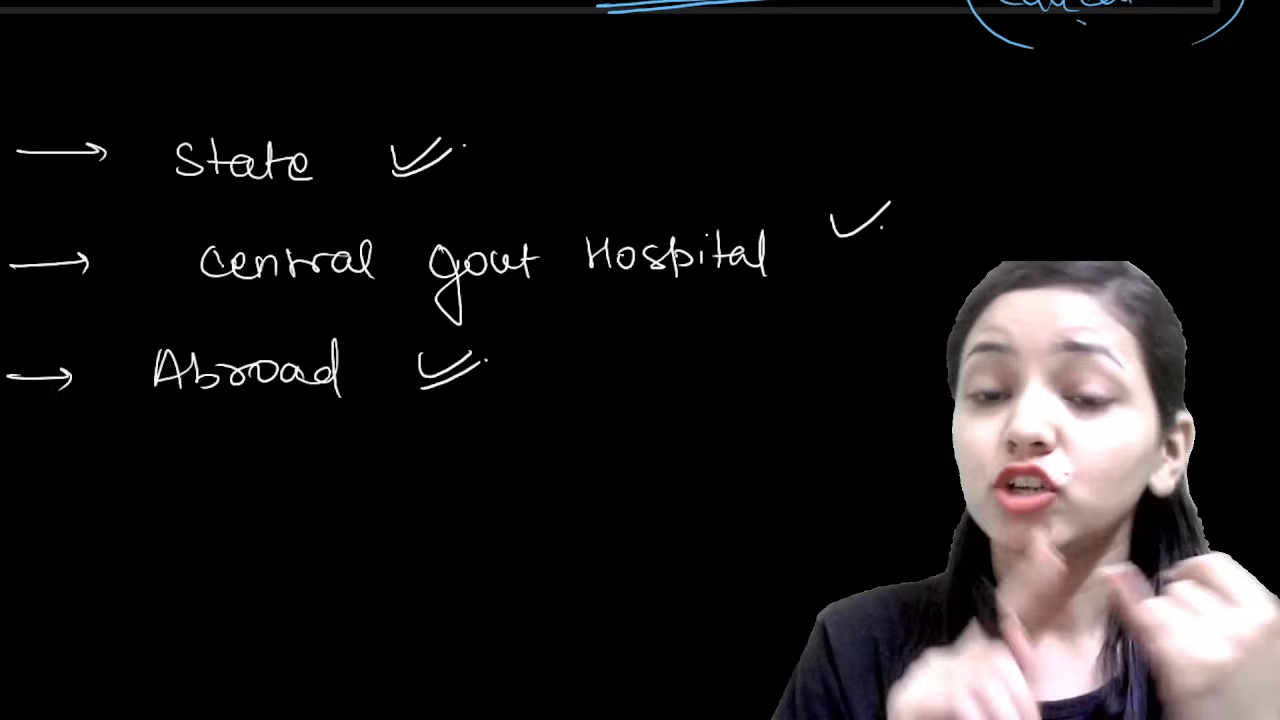 → State ✓
→ Central govt Hospital ✓
→ Abroad ✓